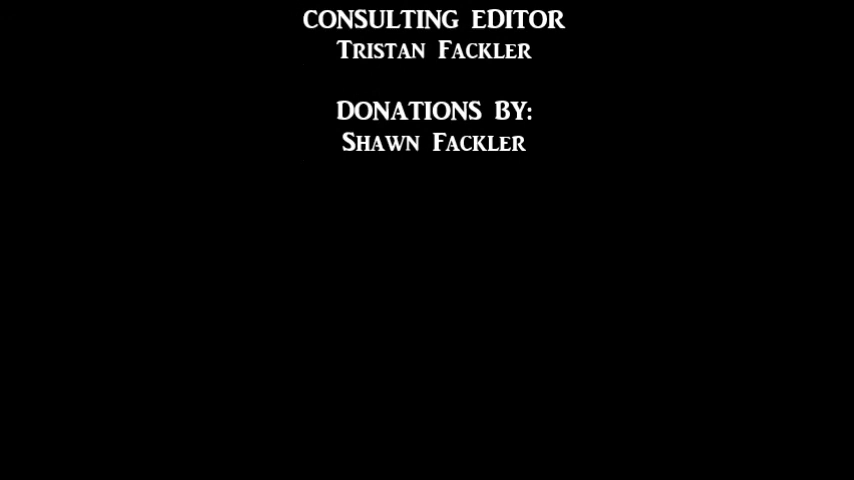 CONSULTING EDITOR
Tristan Fackler
DONATIONS BY:
Shawn Fackler